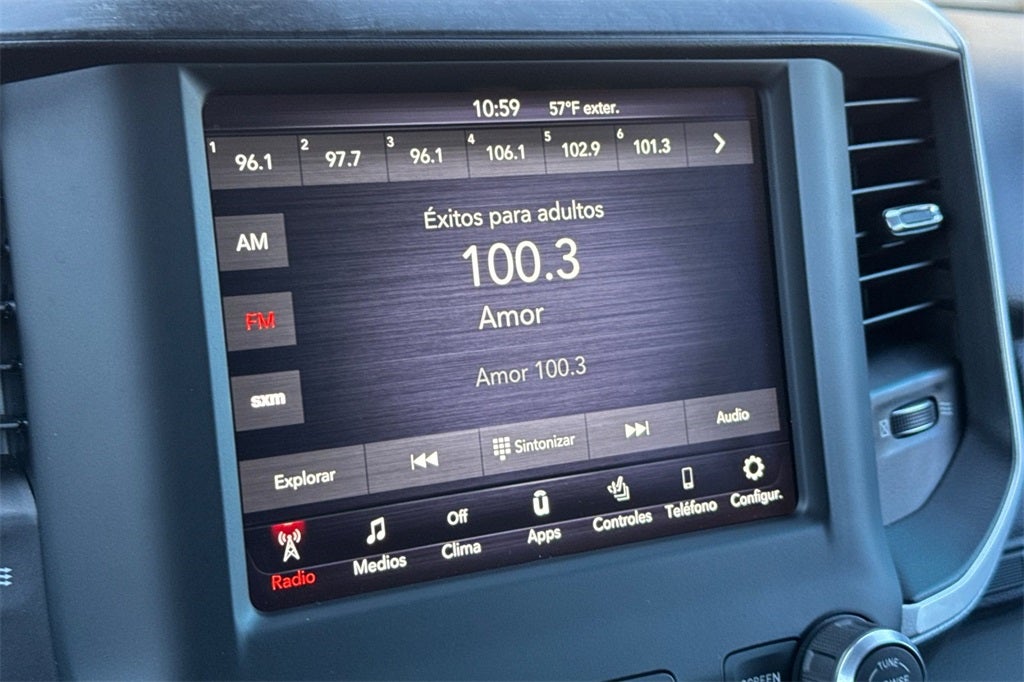 10:59 57°F exter.
1 96.1 2 97.7 3 96.1 4 106.1 5 102.9 6 101.3
Éxitos para adultos
AM
100.3
FM
Amor
Amor 100.3
sxm
Explorar Sintonizar Audio
Off
Radio Medios Clima Apps Controles Teléfono Configur.
SCREEN
TUNE